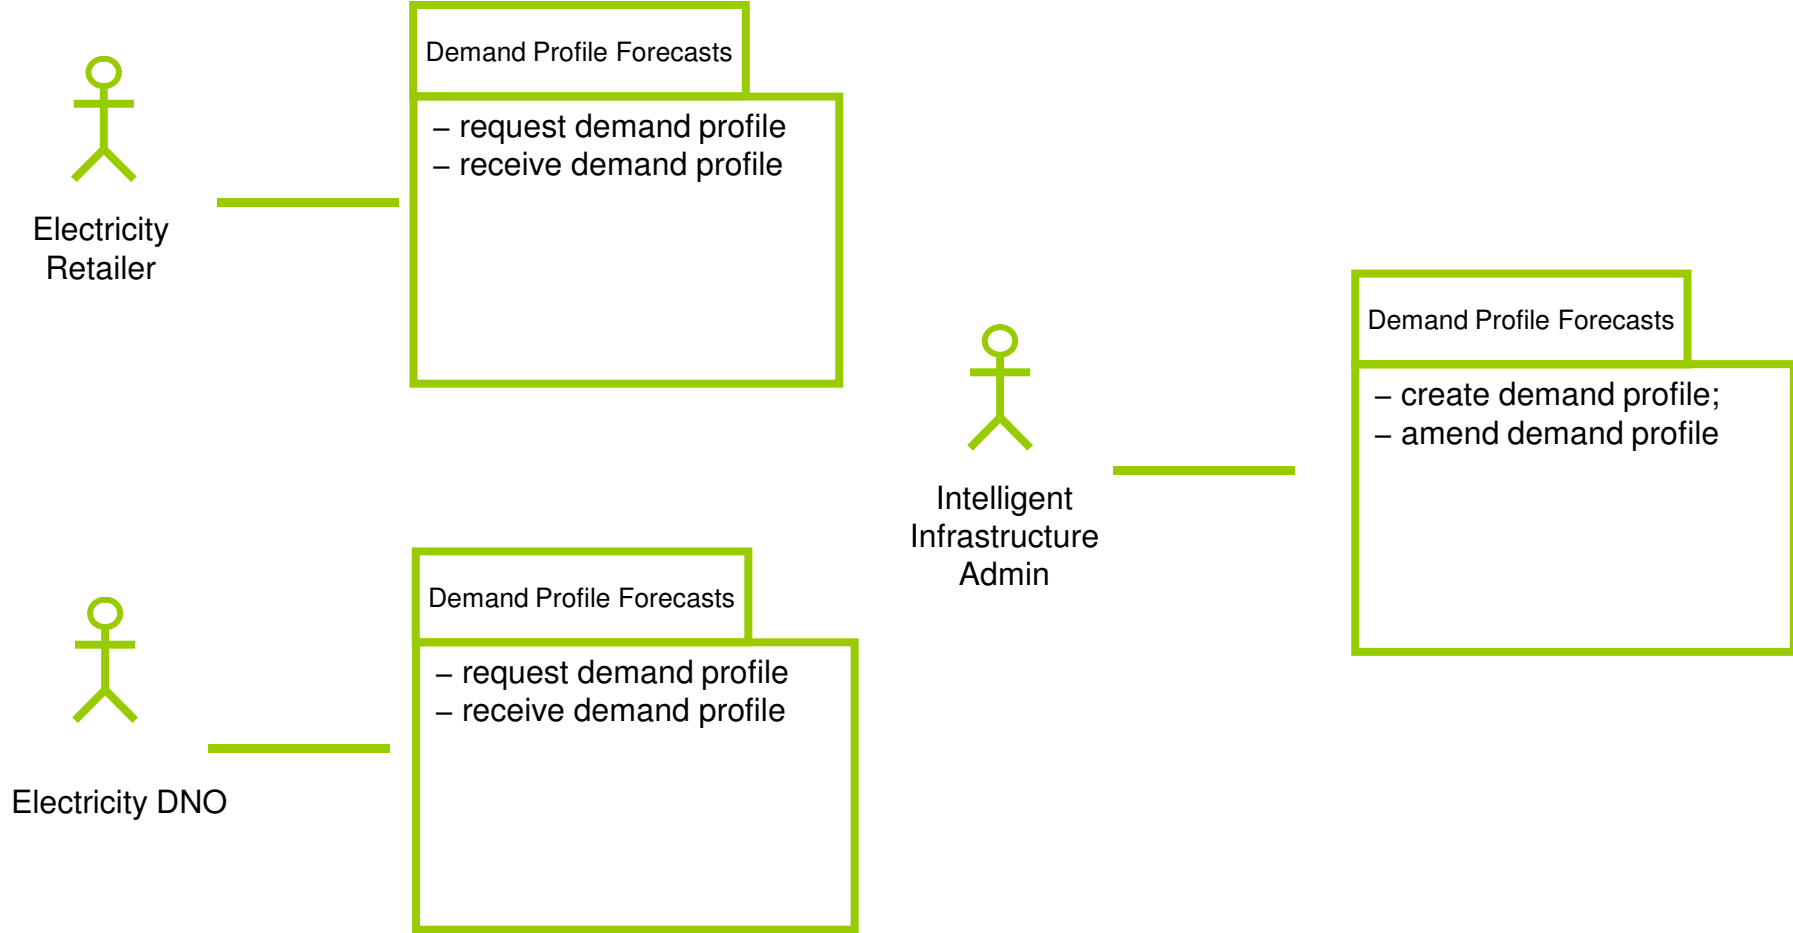 Demand Profile Forecasts
– request demand profile
– receive demand profile
Electricity
Retailer
Demand Profile Forecasts
– create demand profile;
– amend demand profile
Intelligent
Infrastructure
Admin
Demand Profile Forecasts
– request demand profile
– receive demand profile
Electricity DNO